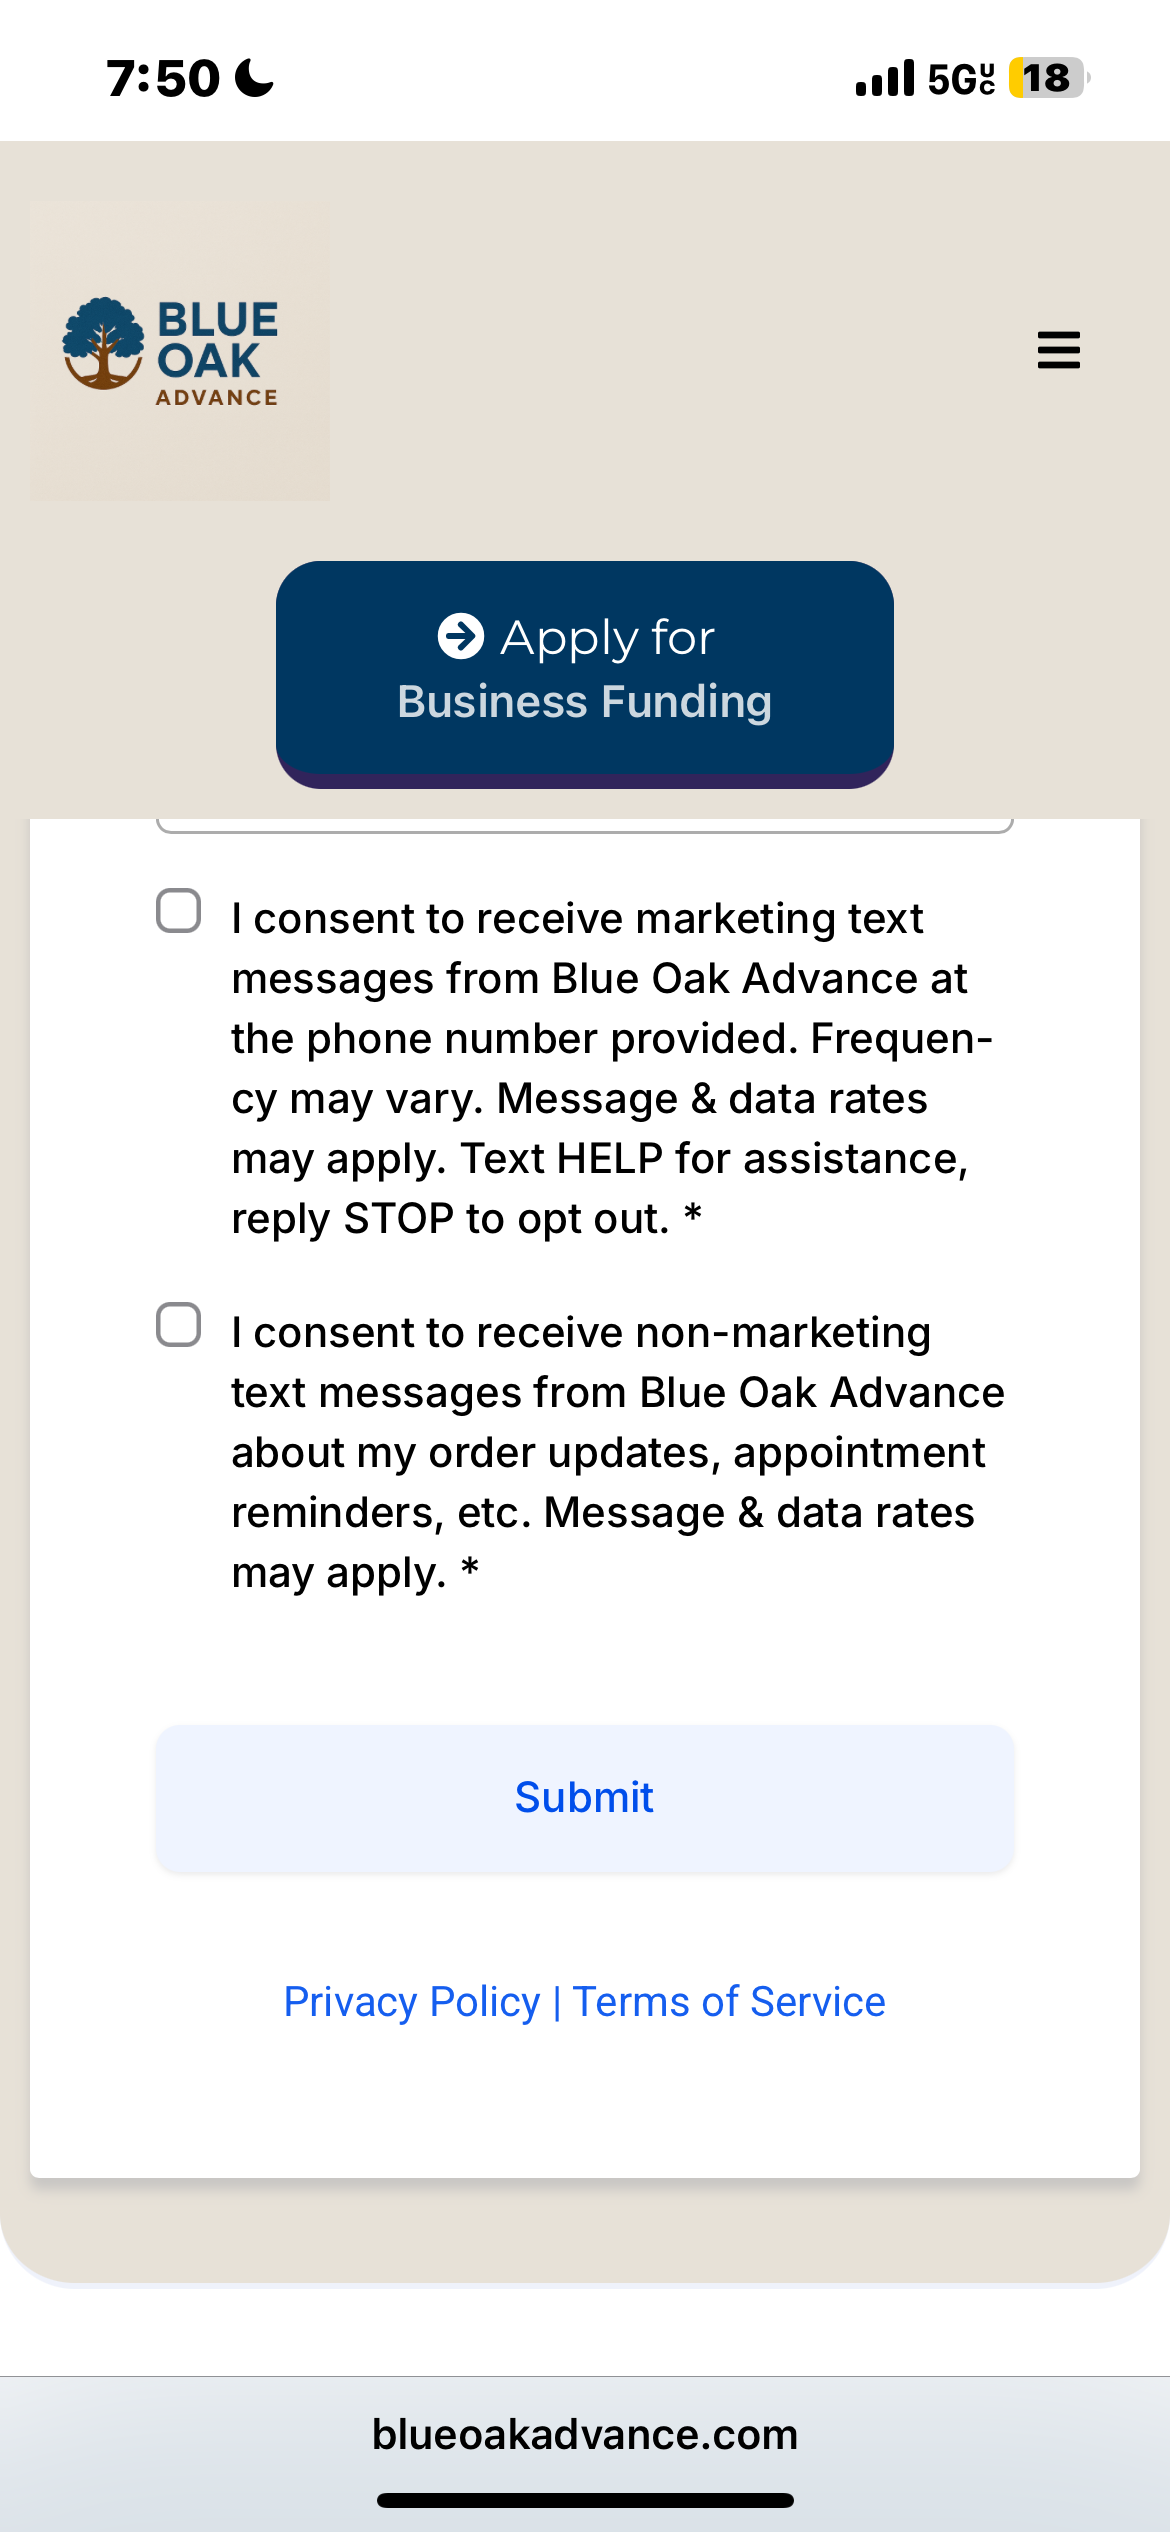 7:50
5G UC 18
BLUE
OAK
ADVANCE
Apply for
Business Funding
I consent to receive marketing text
messages from Blue Oak Advance at
the phone number provided. Frequen-
cy may vary. Message & data rates
may apply. Text HELP for assistance,
reply STOP to opt out. *
I consent to receive non-marketing
text messages from Blue Oak Advance
about my order updates, appointment
reminders, etc. Message & data rates
may apply. *
Submit
Privacy Policy | Terms of Service
blueoakadvance.com